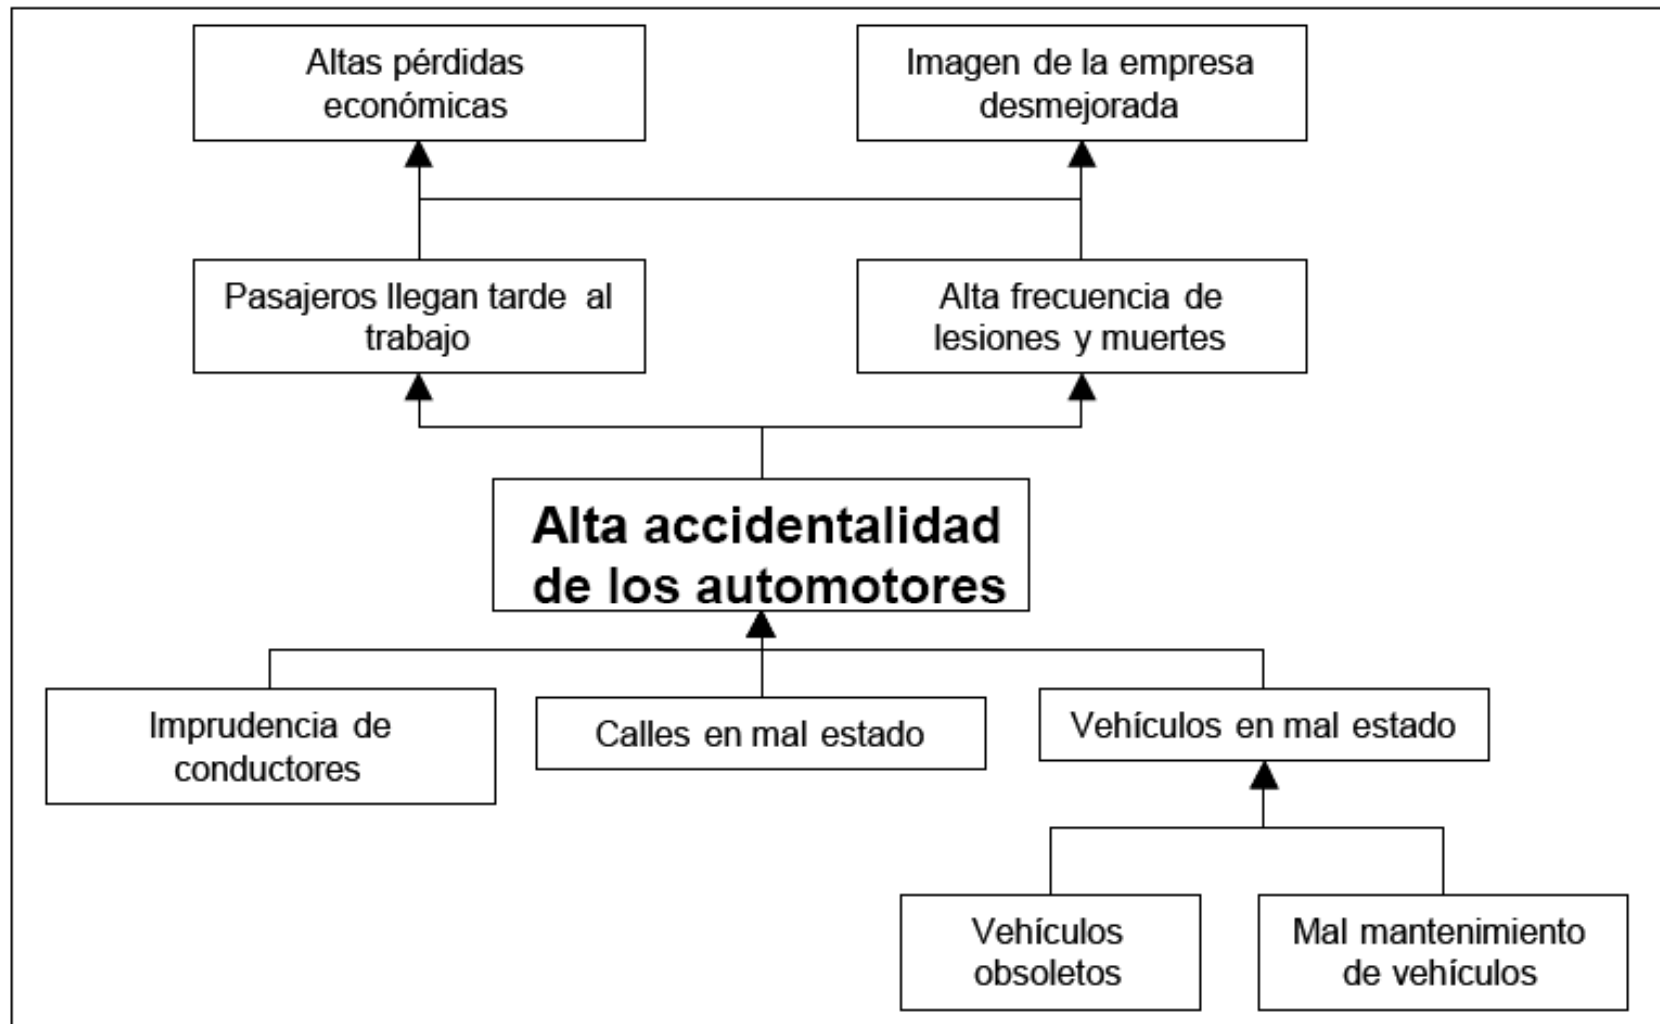 Altas pérdidas
económicas
Imagen de la empresa
desmejorada
Pasajeros llegan tarde al
trabajo
Alta frecuencia de
lesiones y muertes
Alta accidentalidad
de los automotores
Imprudencia de
conductores
Calles en mal estado
Vehículos en mal estado
Vehículos
obsoletos
Mal mantenimiento
de vehículos